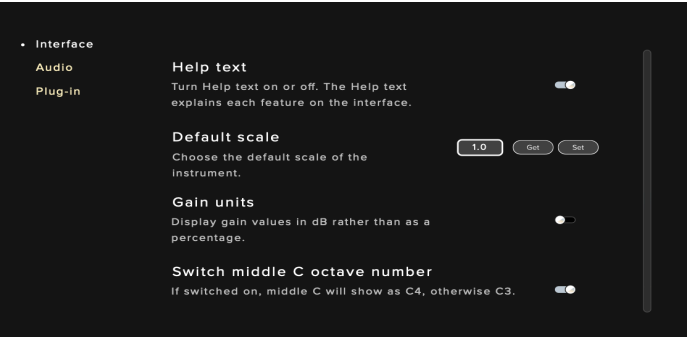 • Interface
Audio
Plug-in
Help text
Turn Help text on or off. The Help text
explains each feature on the interface.
Default scale
Choose the default scale of the
instrument.
1.0 Get Set
Gain units
Display gain values in dB rather than as a
percentage.
Switch middle C octave number
If switched on, middle C will show as C4, otherwise C3.